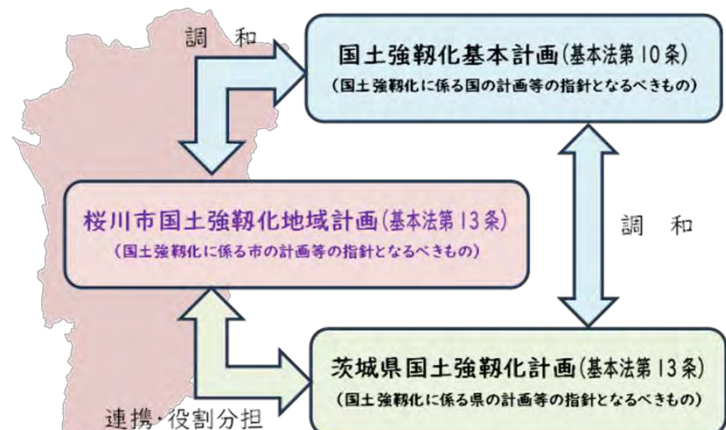 調 和
国土強靱化基本計画(基本法第10条)
(国土強靱化に係る国の計画等の指針となるべきもの)
桜川市国土強靱化地域計画(基本法第13条)
(国土強靱化に係る市の計画等の指針となるべきもの)
調 和
茨城県国土強靱化計画(基本法第13条)
(国土強靱化に係る県の計画等の指針となるべきもの)
連携・役割分担